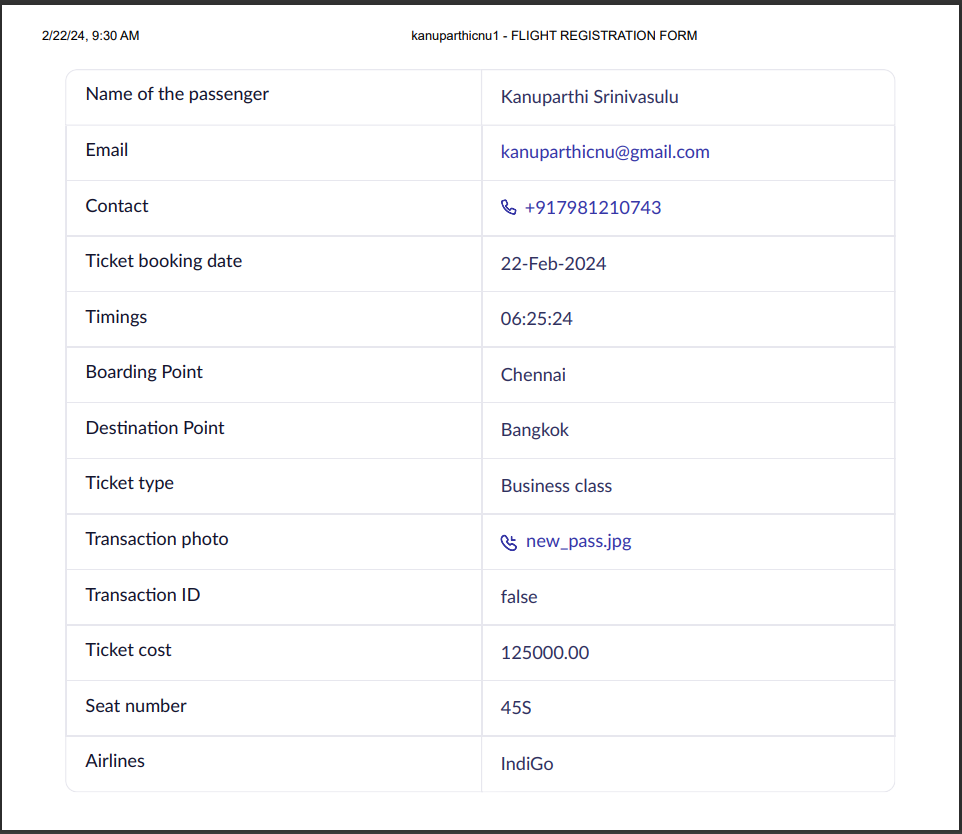 2/22/24, 9:30 AM kanuparthicnu1 - FLIGHT REGISTRATION FORM
Name of the passenger Kanuparthi Srinivasulu
Email kanuparthicnu@gmail.com
Contact +917981210743
Ticket booking date 22-Feb-2024
Timings 06:25:24
Boarding Point Chennai
Destination Point Bangkok
Ticket type Business class
Transaction photo new_pass.jpg
Transaction ID false
Ticket cost 125000.00
Seat number 45S
Airlines IndiGo